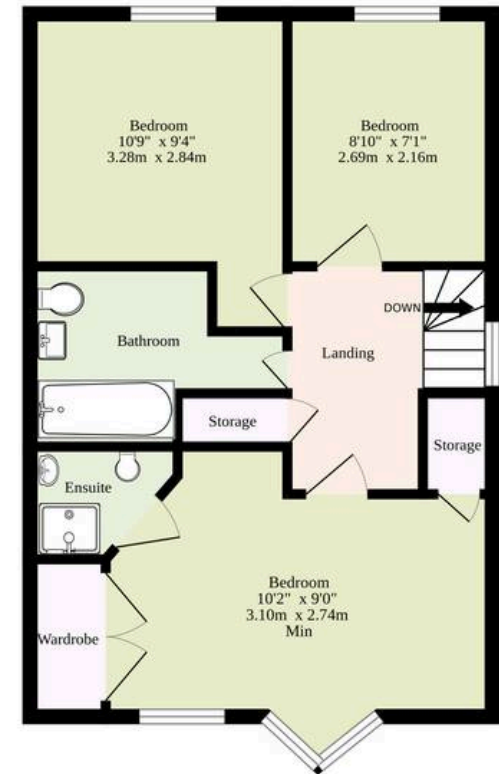 Bedroom
10'9" x 9'4"
3.28m x 2.84m
Bedroom
8'10" x 7'1"
2.69m x 2.16m
DOWN
Bathroom
Landing
Storage
Storage
Ensuite
Bedroom
10'2" x 9'0"
3.10m x 2.74m
Min
Wardrobe